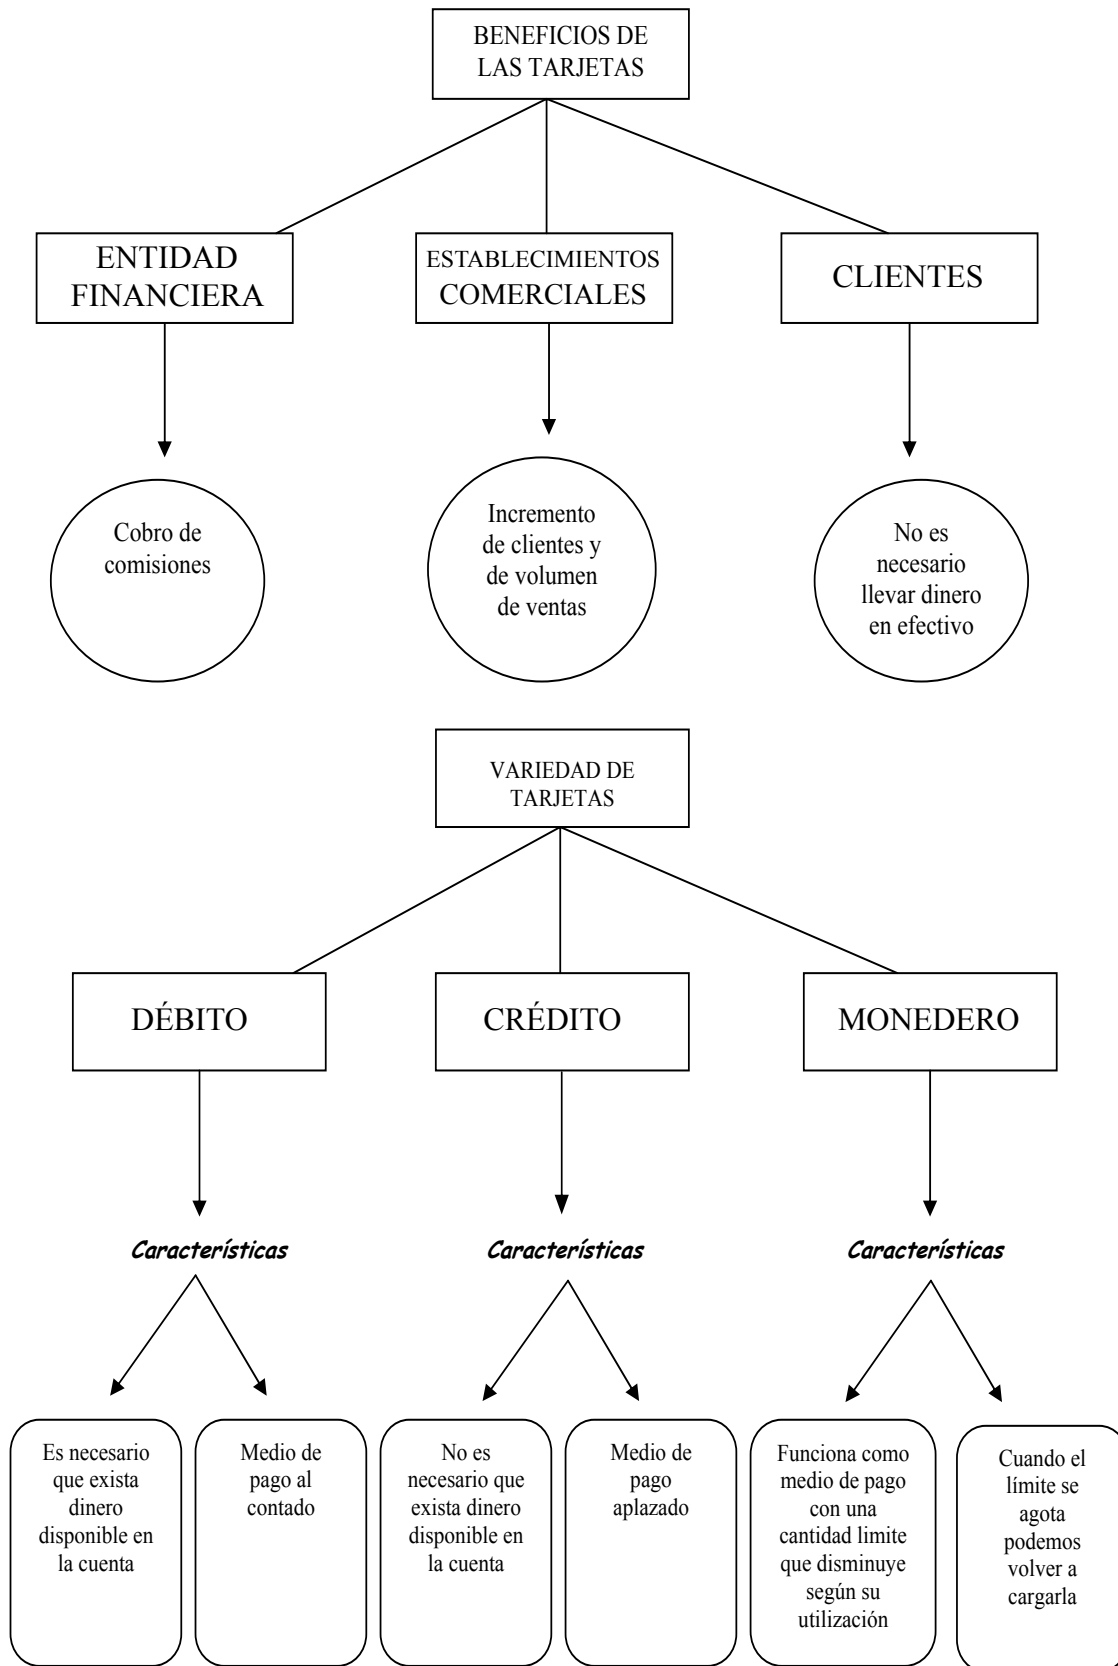 BENEFICIOS DE
LAS TARJETAS
ENTIDAD
FINANCIERA
ESTABLECIMIENTOS
COMERCIALES
CLIENTES
Cobro de
comisiones
Incremento
de clientes y
de volumen
de ventas
No es
necesario
llevar dinero
en efectivo
VARIEDAD DE
TARJETAS
DÉBITO
CRÉDITO
MONEDERO
Características
Características
Características
Es necesario
que exista
dinero
disponible en
la cuenta
Medio de
pago al
contado
No es
necesario que
exista dinero
disponible en
la cuenta
Medio de
pago
aplazado
Funciona como
medio de pago
con una
cantidad limite
que disminuye
según su
utilización
Cuando el
límite se
agota
podemos
volver a
cargarla